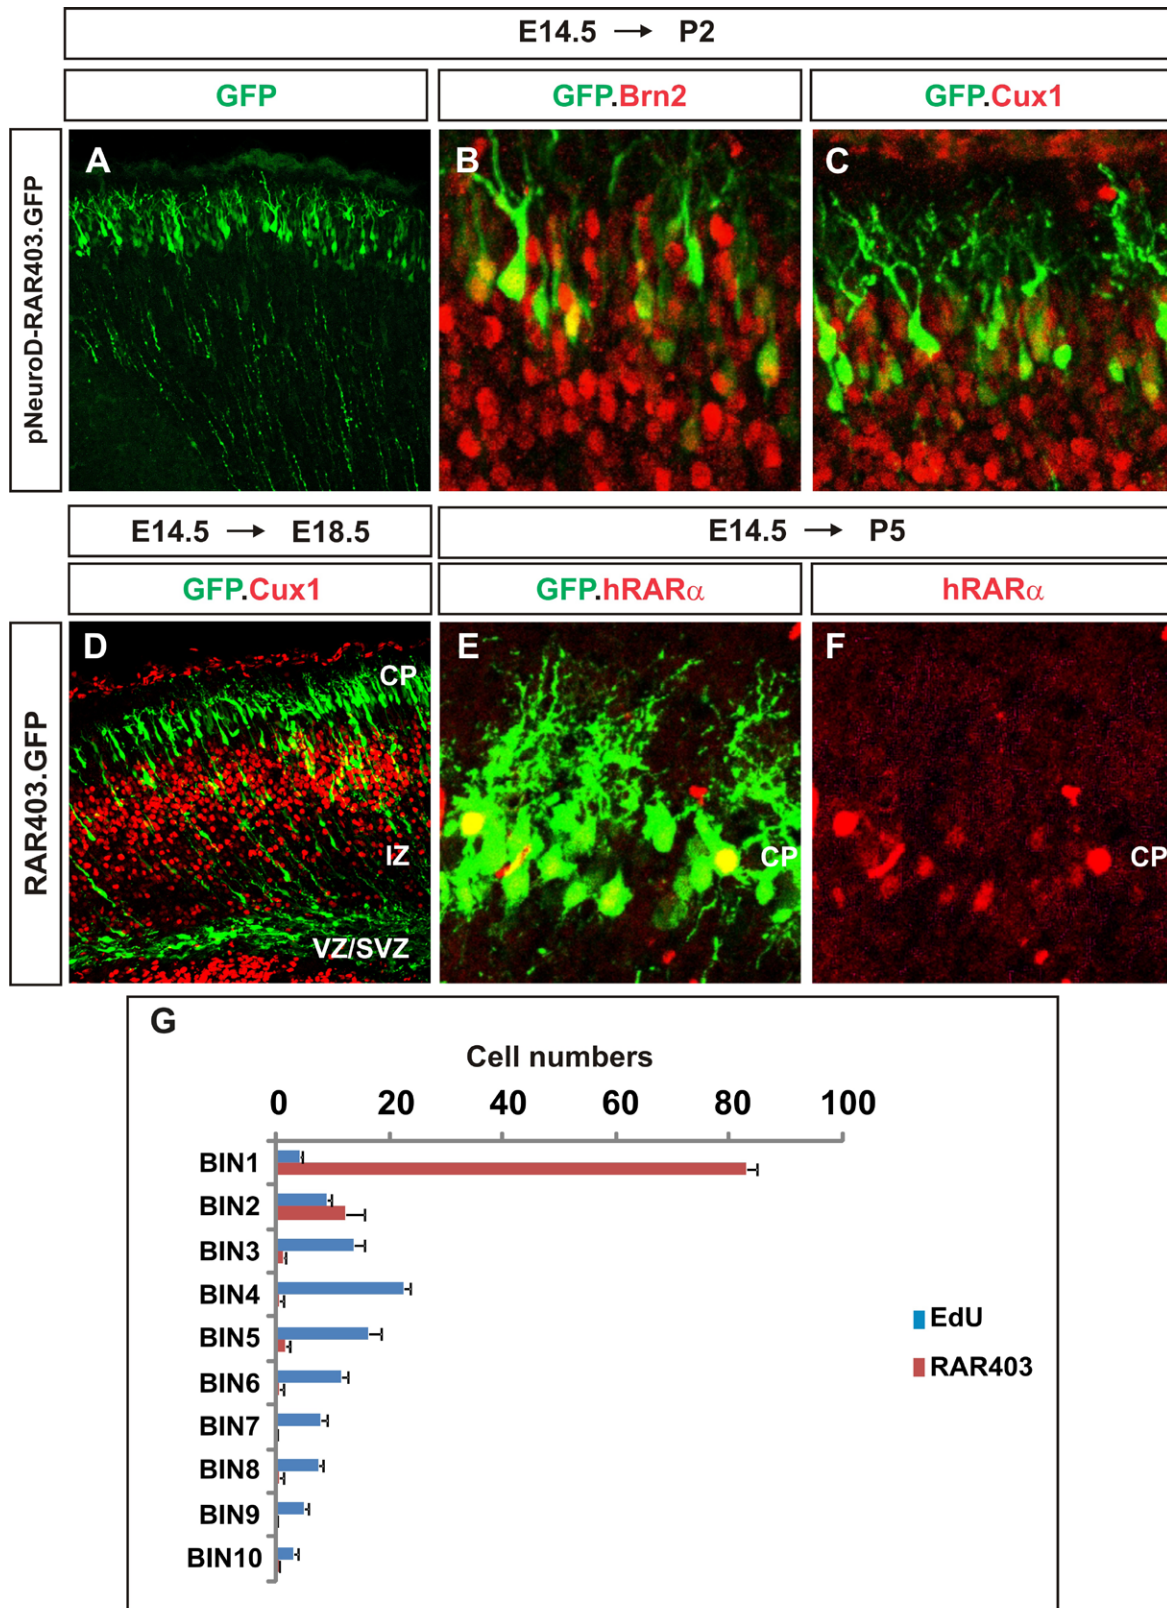 E14.5 → P2
GFP
GFP.Brn2
GFP.Cux1
pNeuroD-RAR403.GFP
A
B
C
E14.5 → E18.5
E14.5 → P5
GFP.Cux1
GFP.hRARα
hRARα
RAR403.GFP
D
CP
IZ
VZ/SVZ
E
CP
F
CP
G
Cell numbers
0 20 40 60 80 100
BIN1
BIN2
BIN3
BIN4
BIN5
BIN6
BIN7
BIN8
BIN9
BIN10
EdU
RAR403